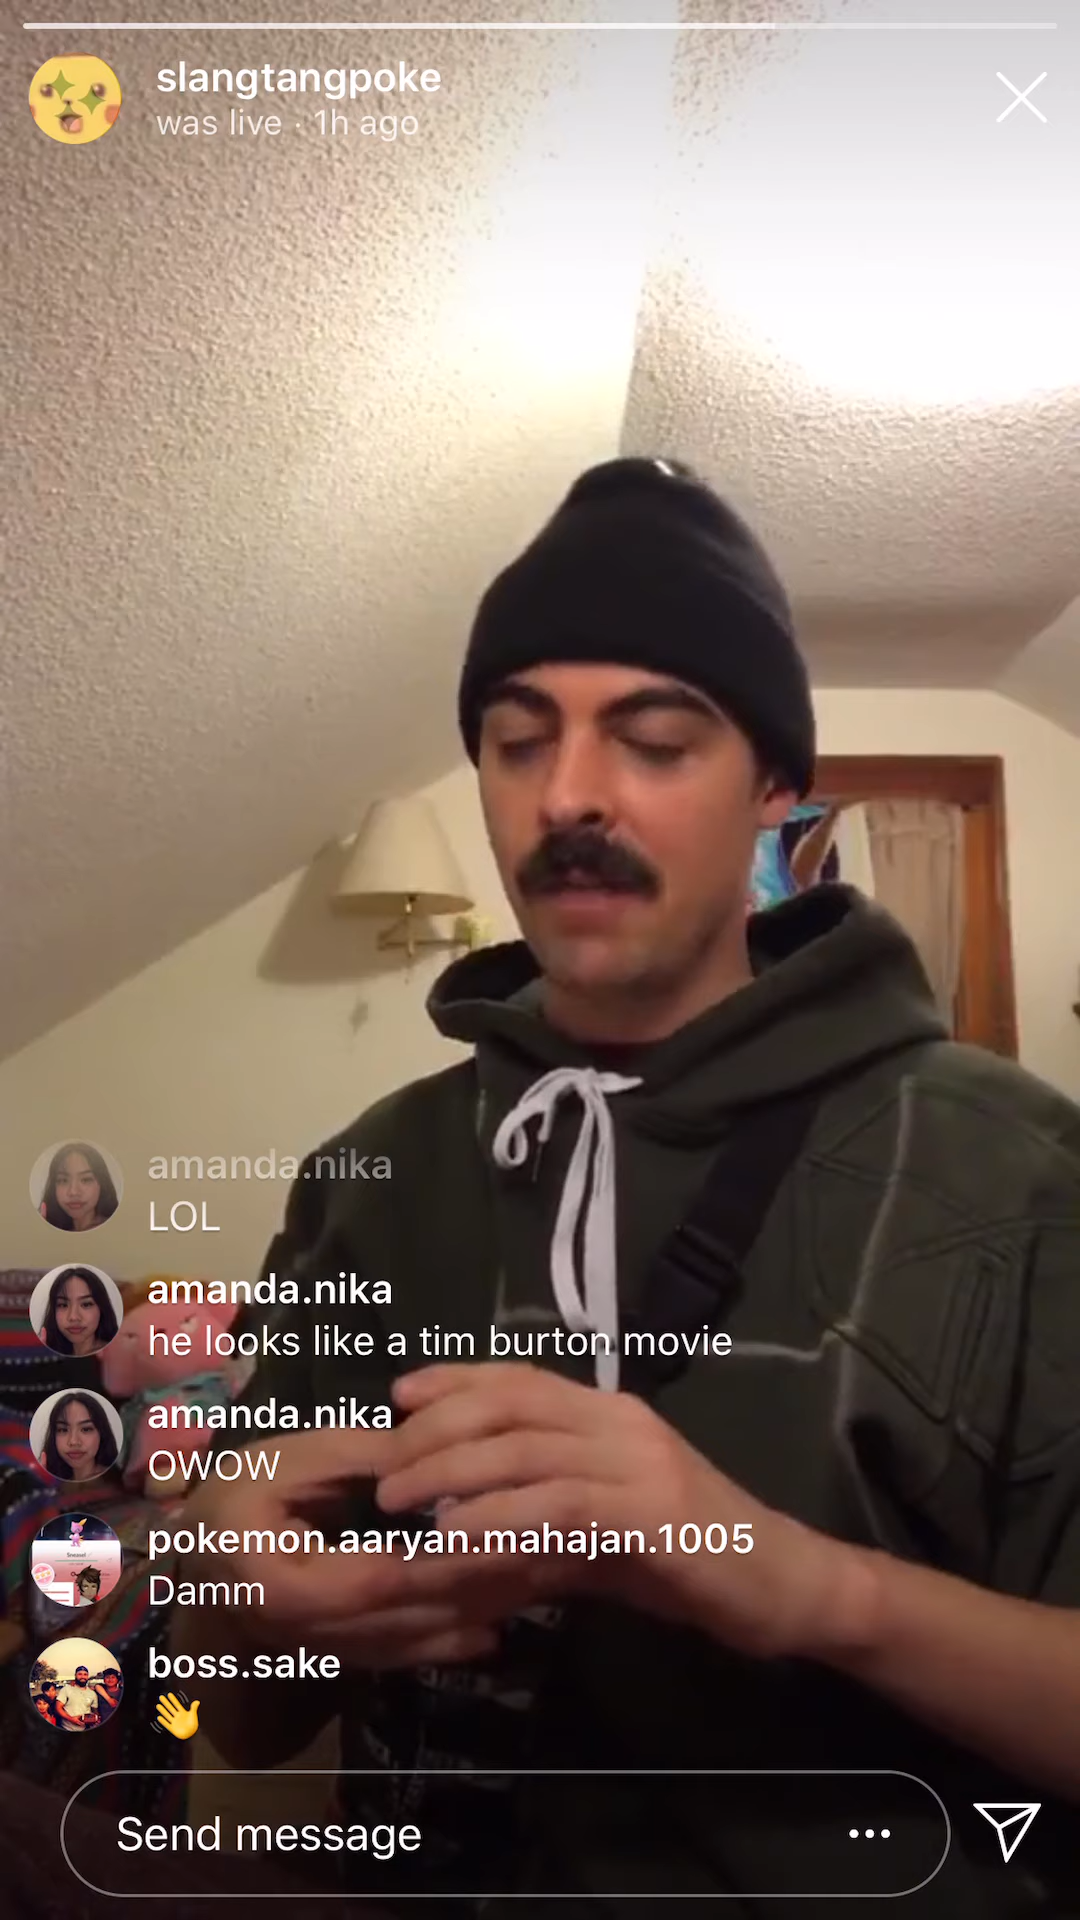 slangtangpoke
was live · 1h ago
amanda.nika
LOL
amanda.nika
he looks like a tim burton movie
amanda.nika
OWOW
pokemon.aaryan.mahajan.1005
Damm
boss.sake
👋
Send message